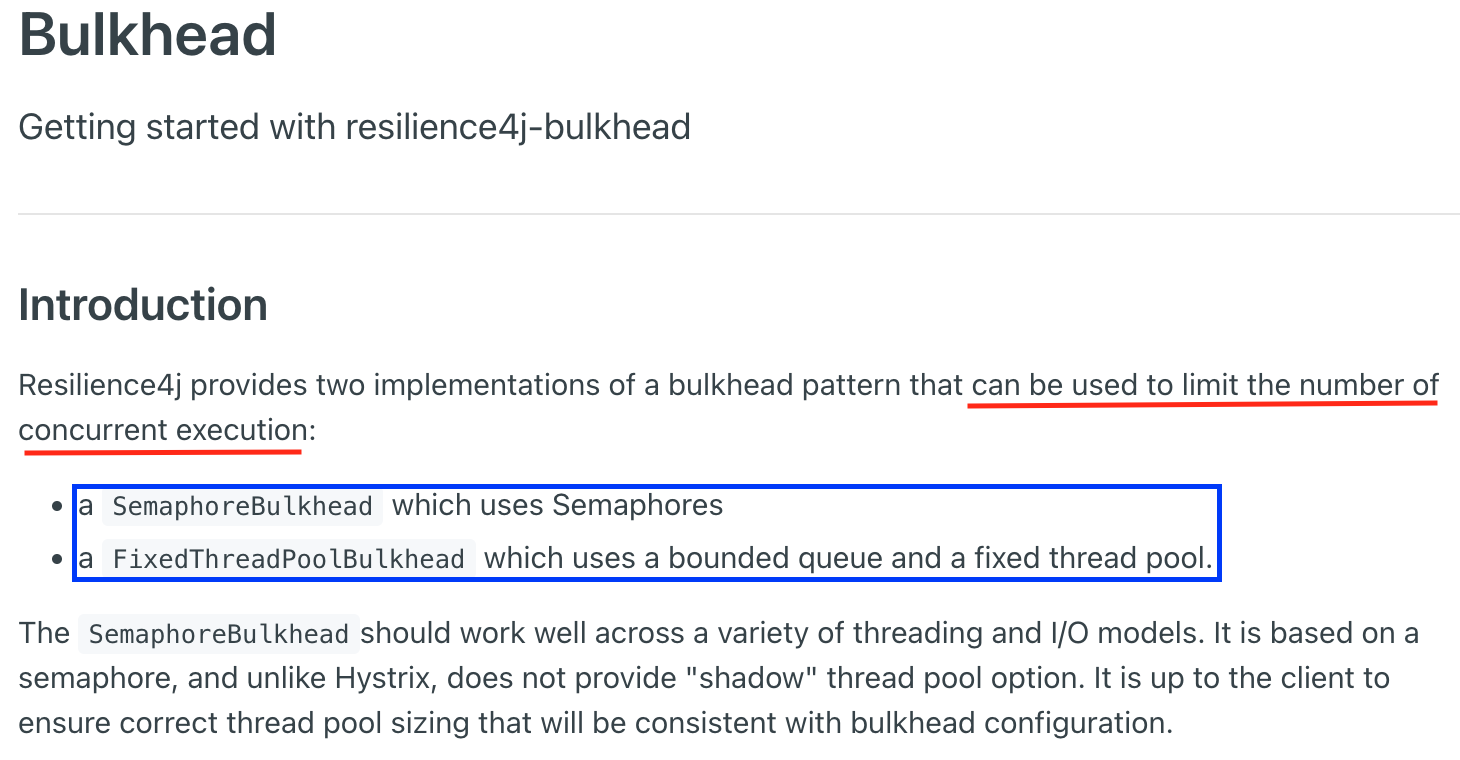 Bulkhead
Getting started with resilience4j-bulkhead
Introduction
Resilience4j provides two implementations of a bulkhead pattern that can be used to limit the number of
concurrent execution:
• a SemaphoreBulkhead which uses Semaphores
• a FixedThreadPoolBulkhead which uses a bounded queue and a fixed thread pool.
The SemaphoreBulkhead should work well across a variety of threading and I/O models. It is based on a
semaphore, and unlike Hystrix, does not provide "shadow" thread pool option. It is up to the client to
ensure correct thread pool sizing that will be consistent with bulkhead configuration.